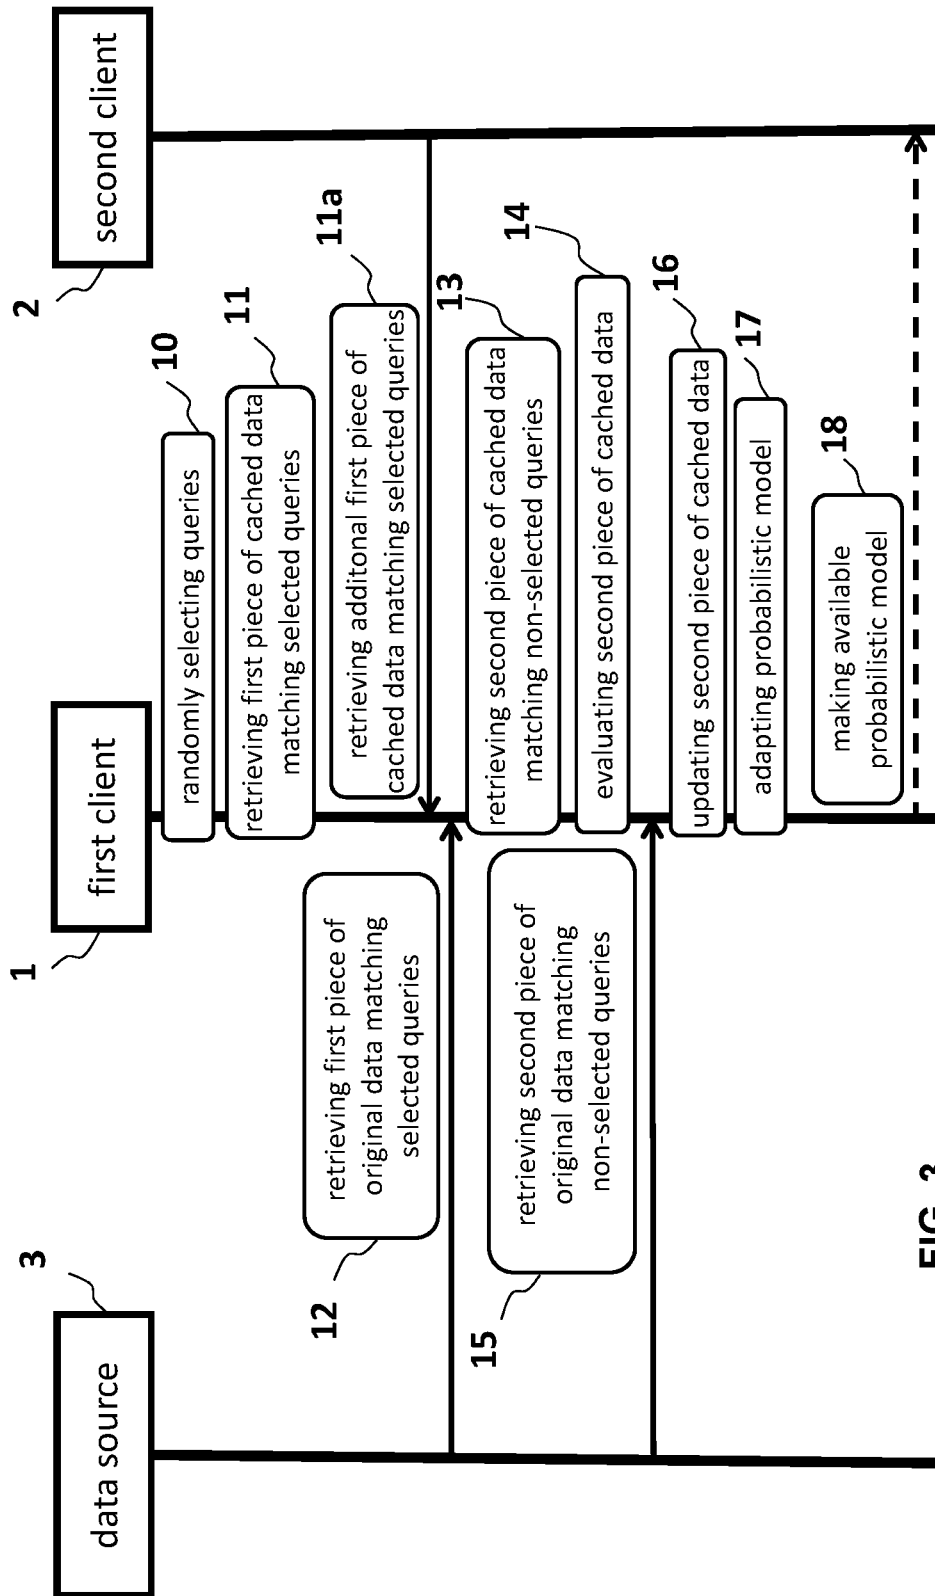 3
data source
1
first client
2
second client
10
randomly selecting queries
11
retrieving first piece of cached data
matching selected queries
11a
retrieving additonal first piece of
cached data matching selected queries
12
retrieving first piece of
original data matching
selected queries
13
retrieving second piece of cached data
matching non-selected queries
14
evaluating second piece of cached data
15
retrieving second piece of
original data matching
non-selected queries
16
updating second piece of cached data
17
adapting probabilistic model
18
making available
probabilistic model
FIG.